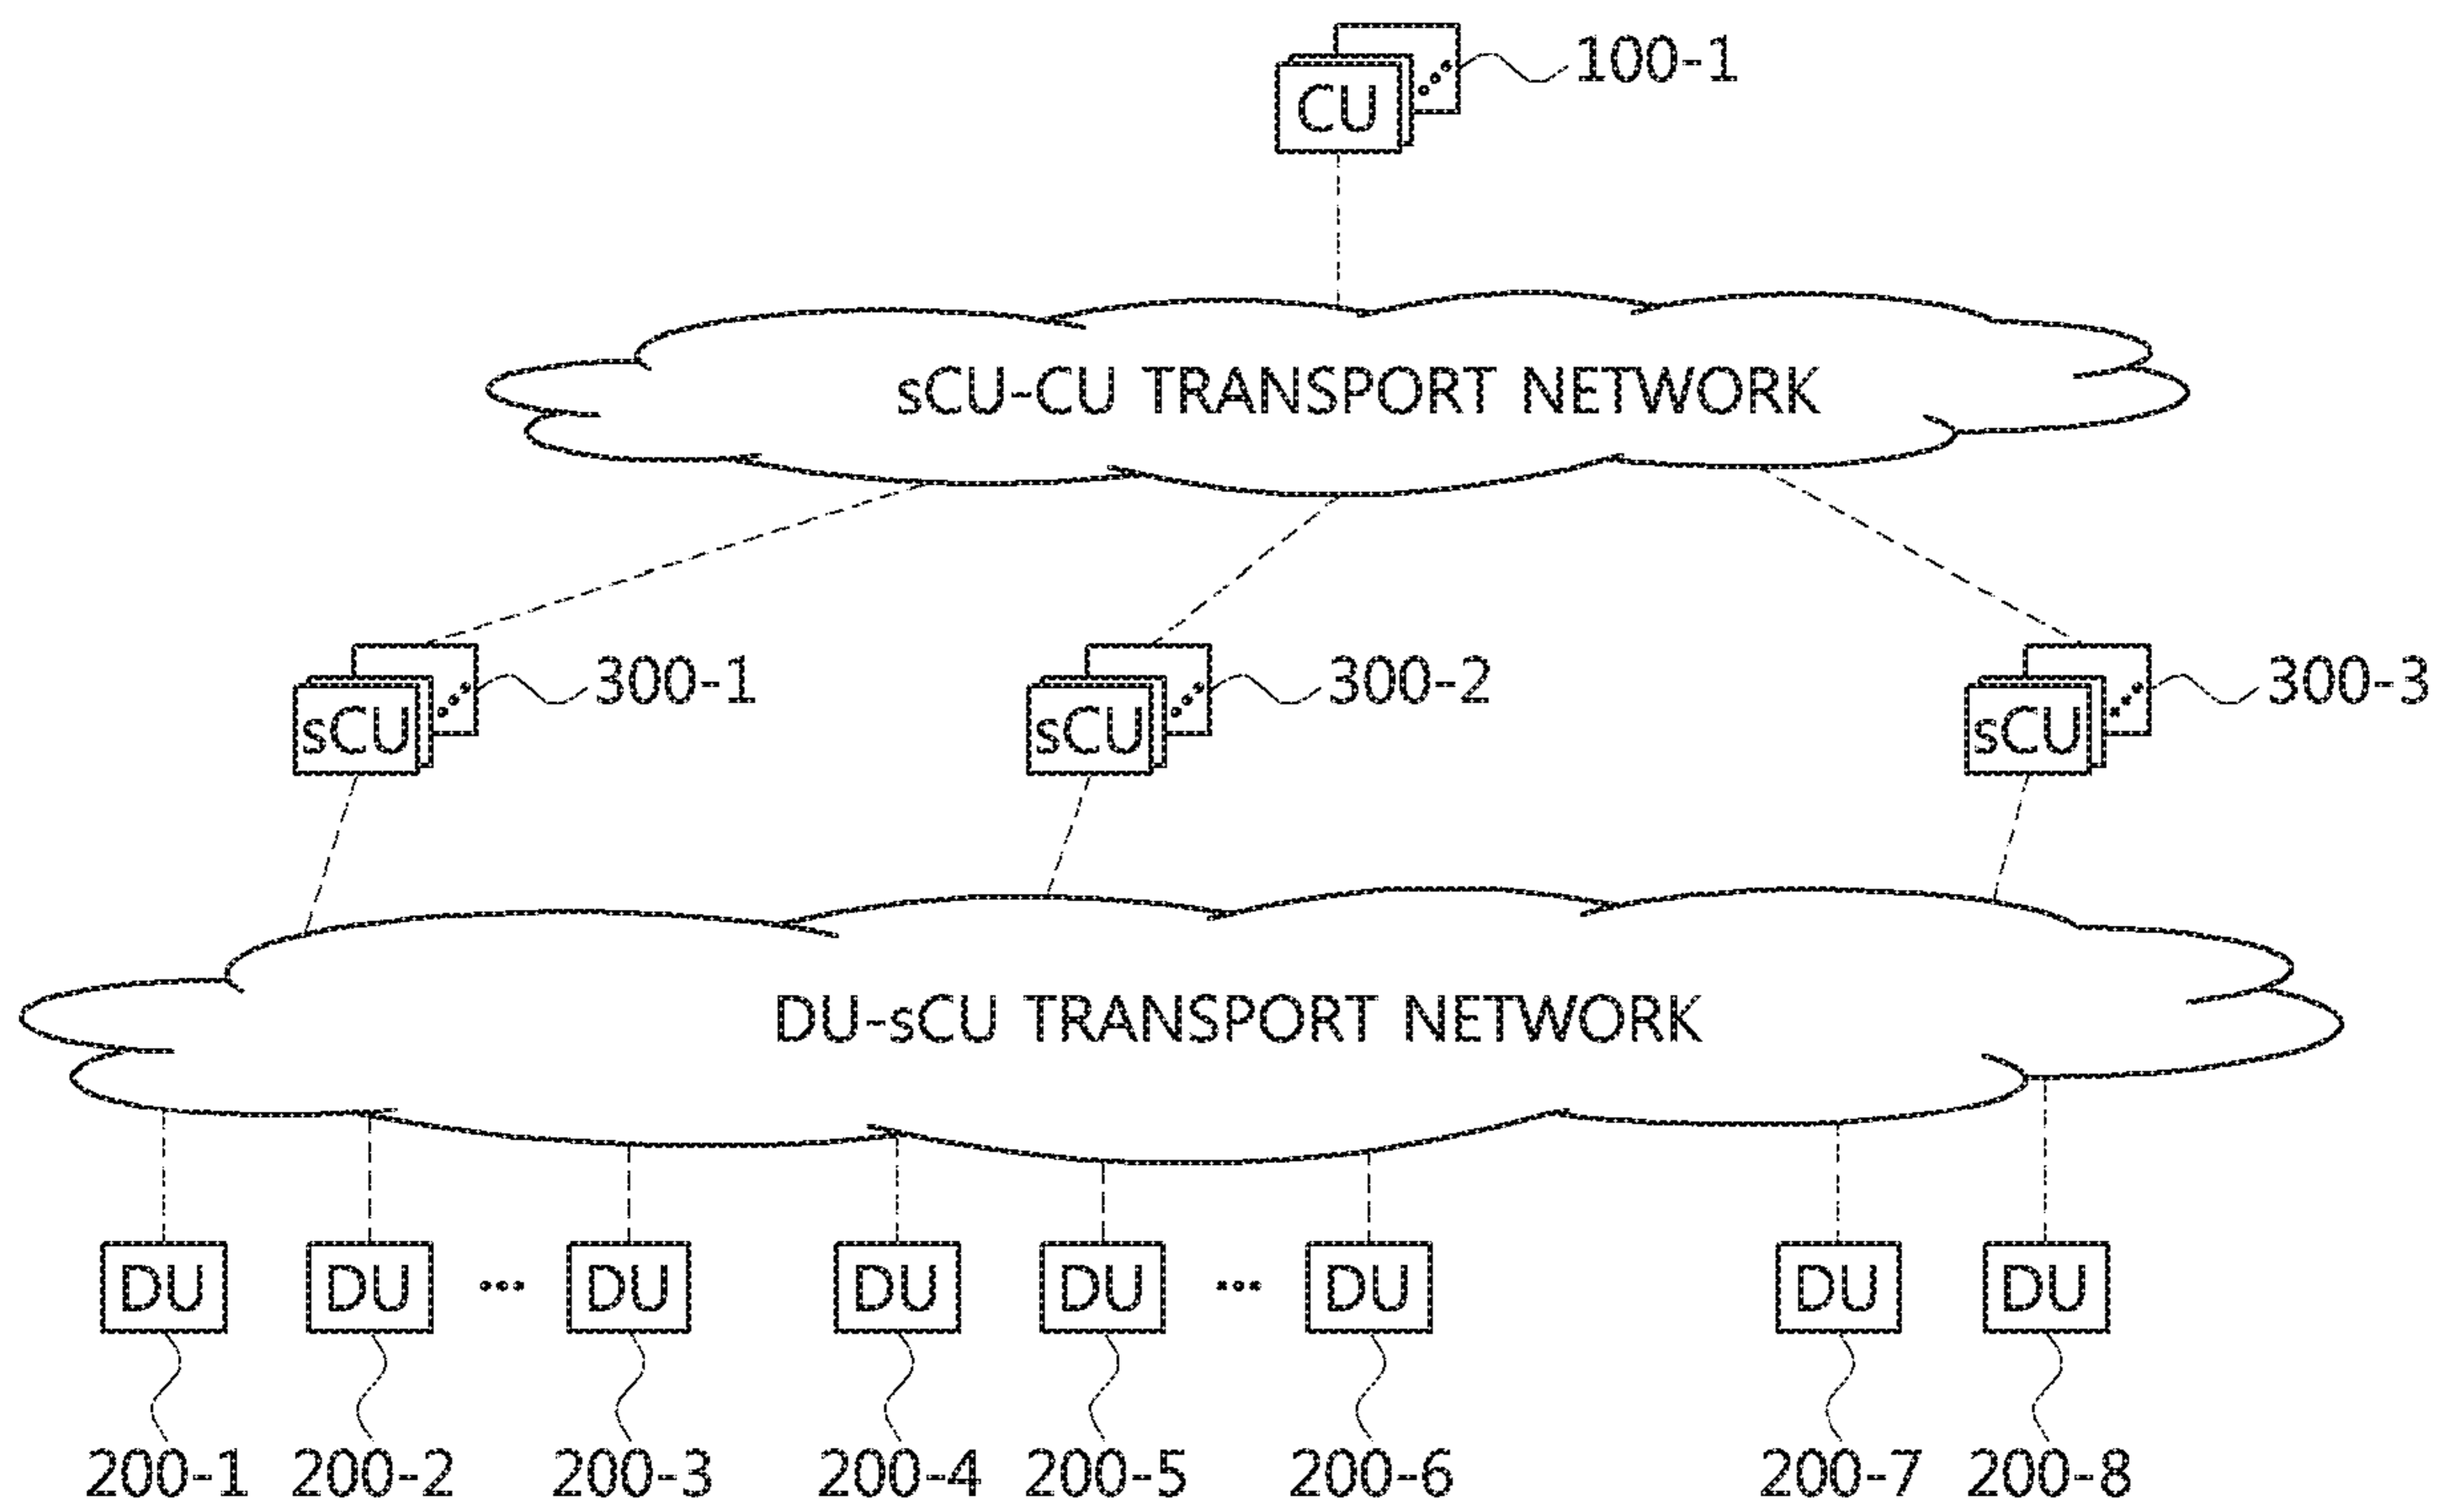 CU 100-1
sCU-CU TRANSPORT NETWORK
sCU 300-1 sCU 300-2 sCU 300-3
DU-sCU TRANSPORT NETWORK
DU DU ... DU DU DU ... DU DU DU
200-1 200-2 200-3 200-4 200-5 200-6 200-7 200-8